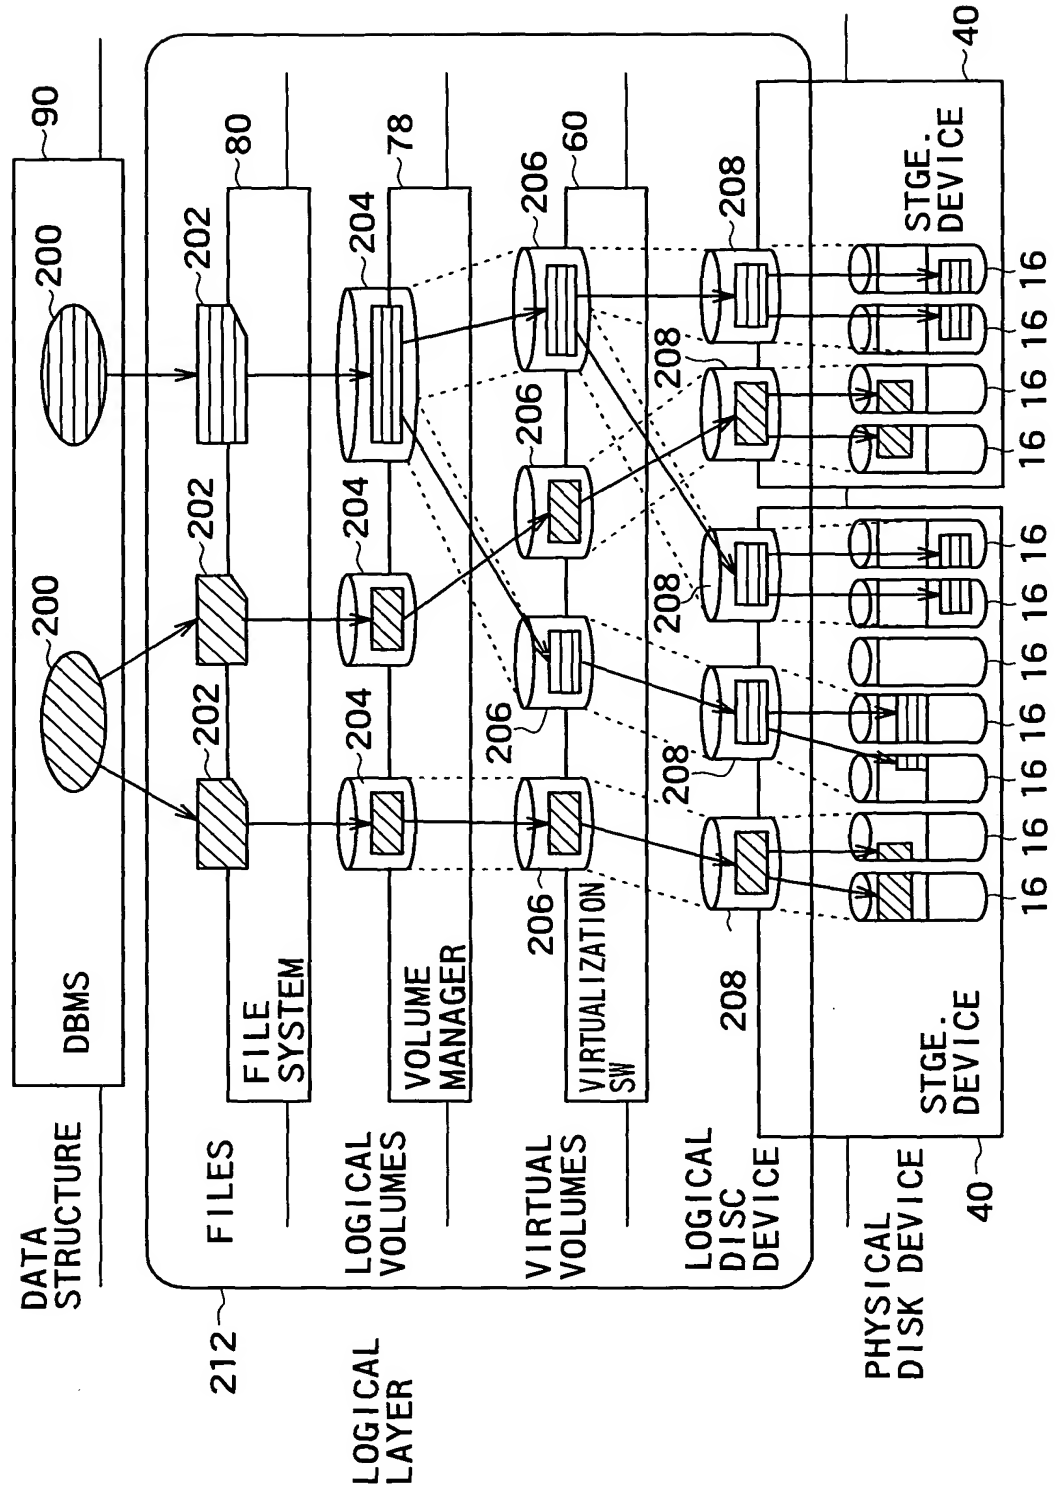 DATA
STRUCTURE
DBMS
200
200
90
212
FILES
FILE
SYSTEM
202
202
202
80
LOGICAL
LAYER
LOGICAL
VOLUMES
VOLUME
MANAGER
204
204
204
78
VIRTUAL
VOLUMES
VIRTUALIZATION
SW
206
206
206
206
60
LOGICAL
DISC
DEVICE
208
208
208
208
208
PHYSICAL
DISK DEVICE
STGE.
DEVICE
STGE.
DEVICE
40
16
16
16
16
16
16
16
16
16
16
16
40